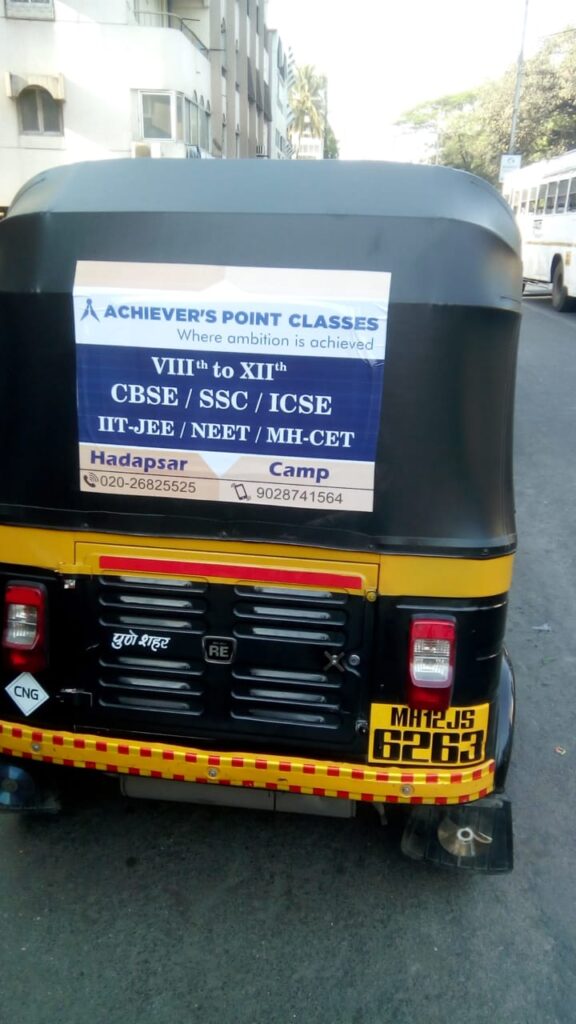 ACHIEVER'S POINT CLASSES
Where ambition is achieved
VIIIth to XIIth
CBSE / SSC / ICSE
IIT-JEE / NEET / MH-CET
Hadapsar Camp
020-26825525 9028741564
पुणे शहर
RE
CNG
MH12JS
6263